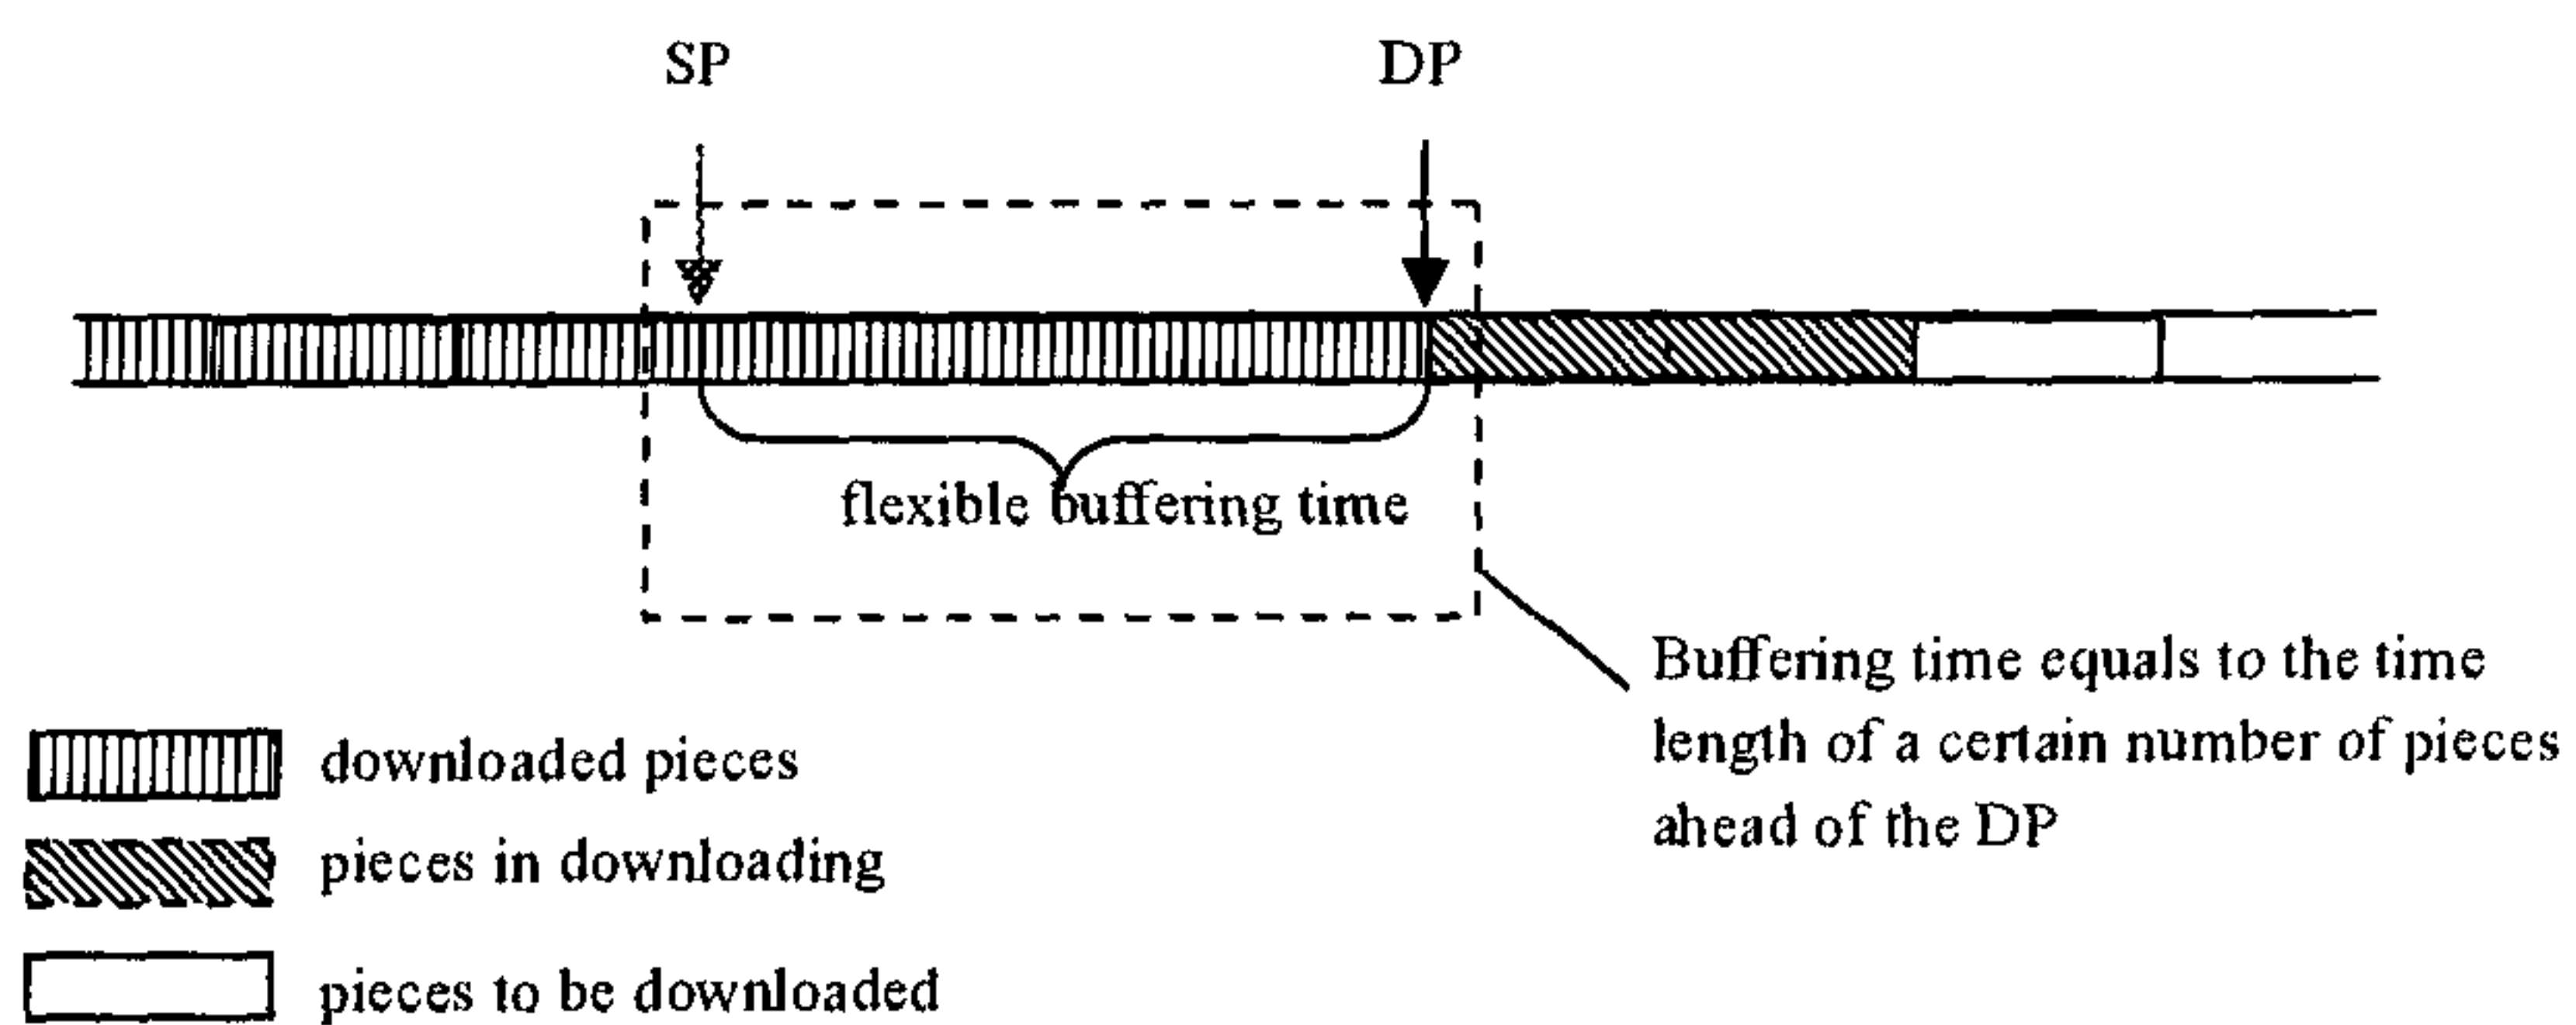 SP
DP
flexible buffering time
Buffering time equals to the time
length of a certain number of pieces
ahead of the DP
downloaded pieces
pieces in downloading
pieces to be downloaded